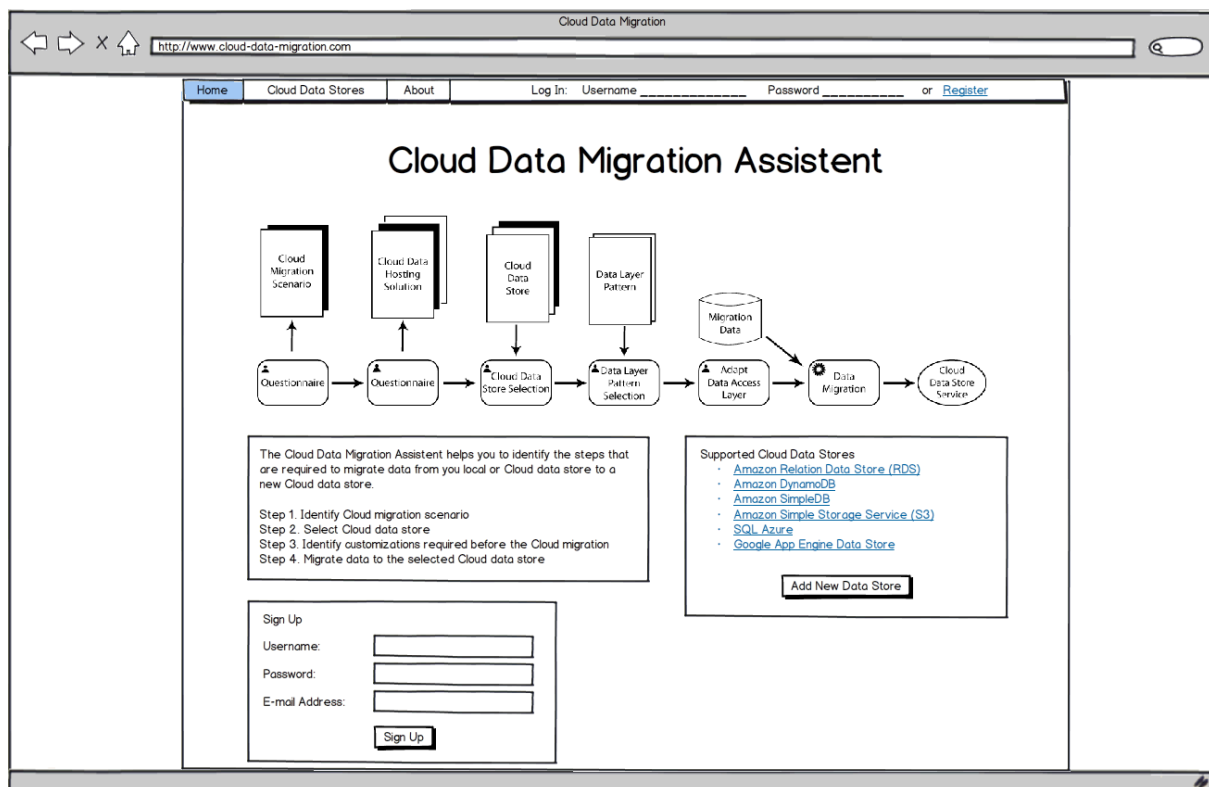 Cloud Data Migration
http://www.cloud-data-migration.com
Home Cloud Data Stores About Log In: Username _____________ Password __________ or Register
Cloud Data Migration Assistent
Cloud
Migration
Scenario
Cloud Data
Hosting
Solution
Cloud
Data
Store
Data Layer
Pattern
Migration
Data
Questionnaire
Questionnaire
Cloud Data
Store Selection
Data Layer
Pattern
Selection
Adapt
Data Access
Layer
Data
Migration
Cloud
Data Store
Service
The Cloud Data Migration Assistent helps you to identify the steps that
are required to migrate data from you local or Cloud data store to a
new Cloud data store.
Step 1. Identify Cloud migration scenario
Step 2. Select Cloud data store
Step 3. Identify customizations required before the Cloud migration
Step 4. Migrate data to the selected Cloud data store
Supported Cloud Data Stores
· Amazon Relation Data Store (RDS)
· Amazon DynamoDB
· Amazon SimpleDB
· Amazon Simple Storage Service (S3)
· SQL Azure
· Google App Engine Data Store
Add New Data Store
Sign Up
Username:
Password:
E-mail Address:
Sign Up